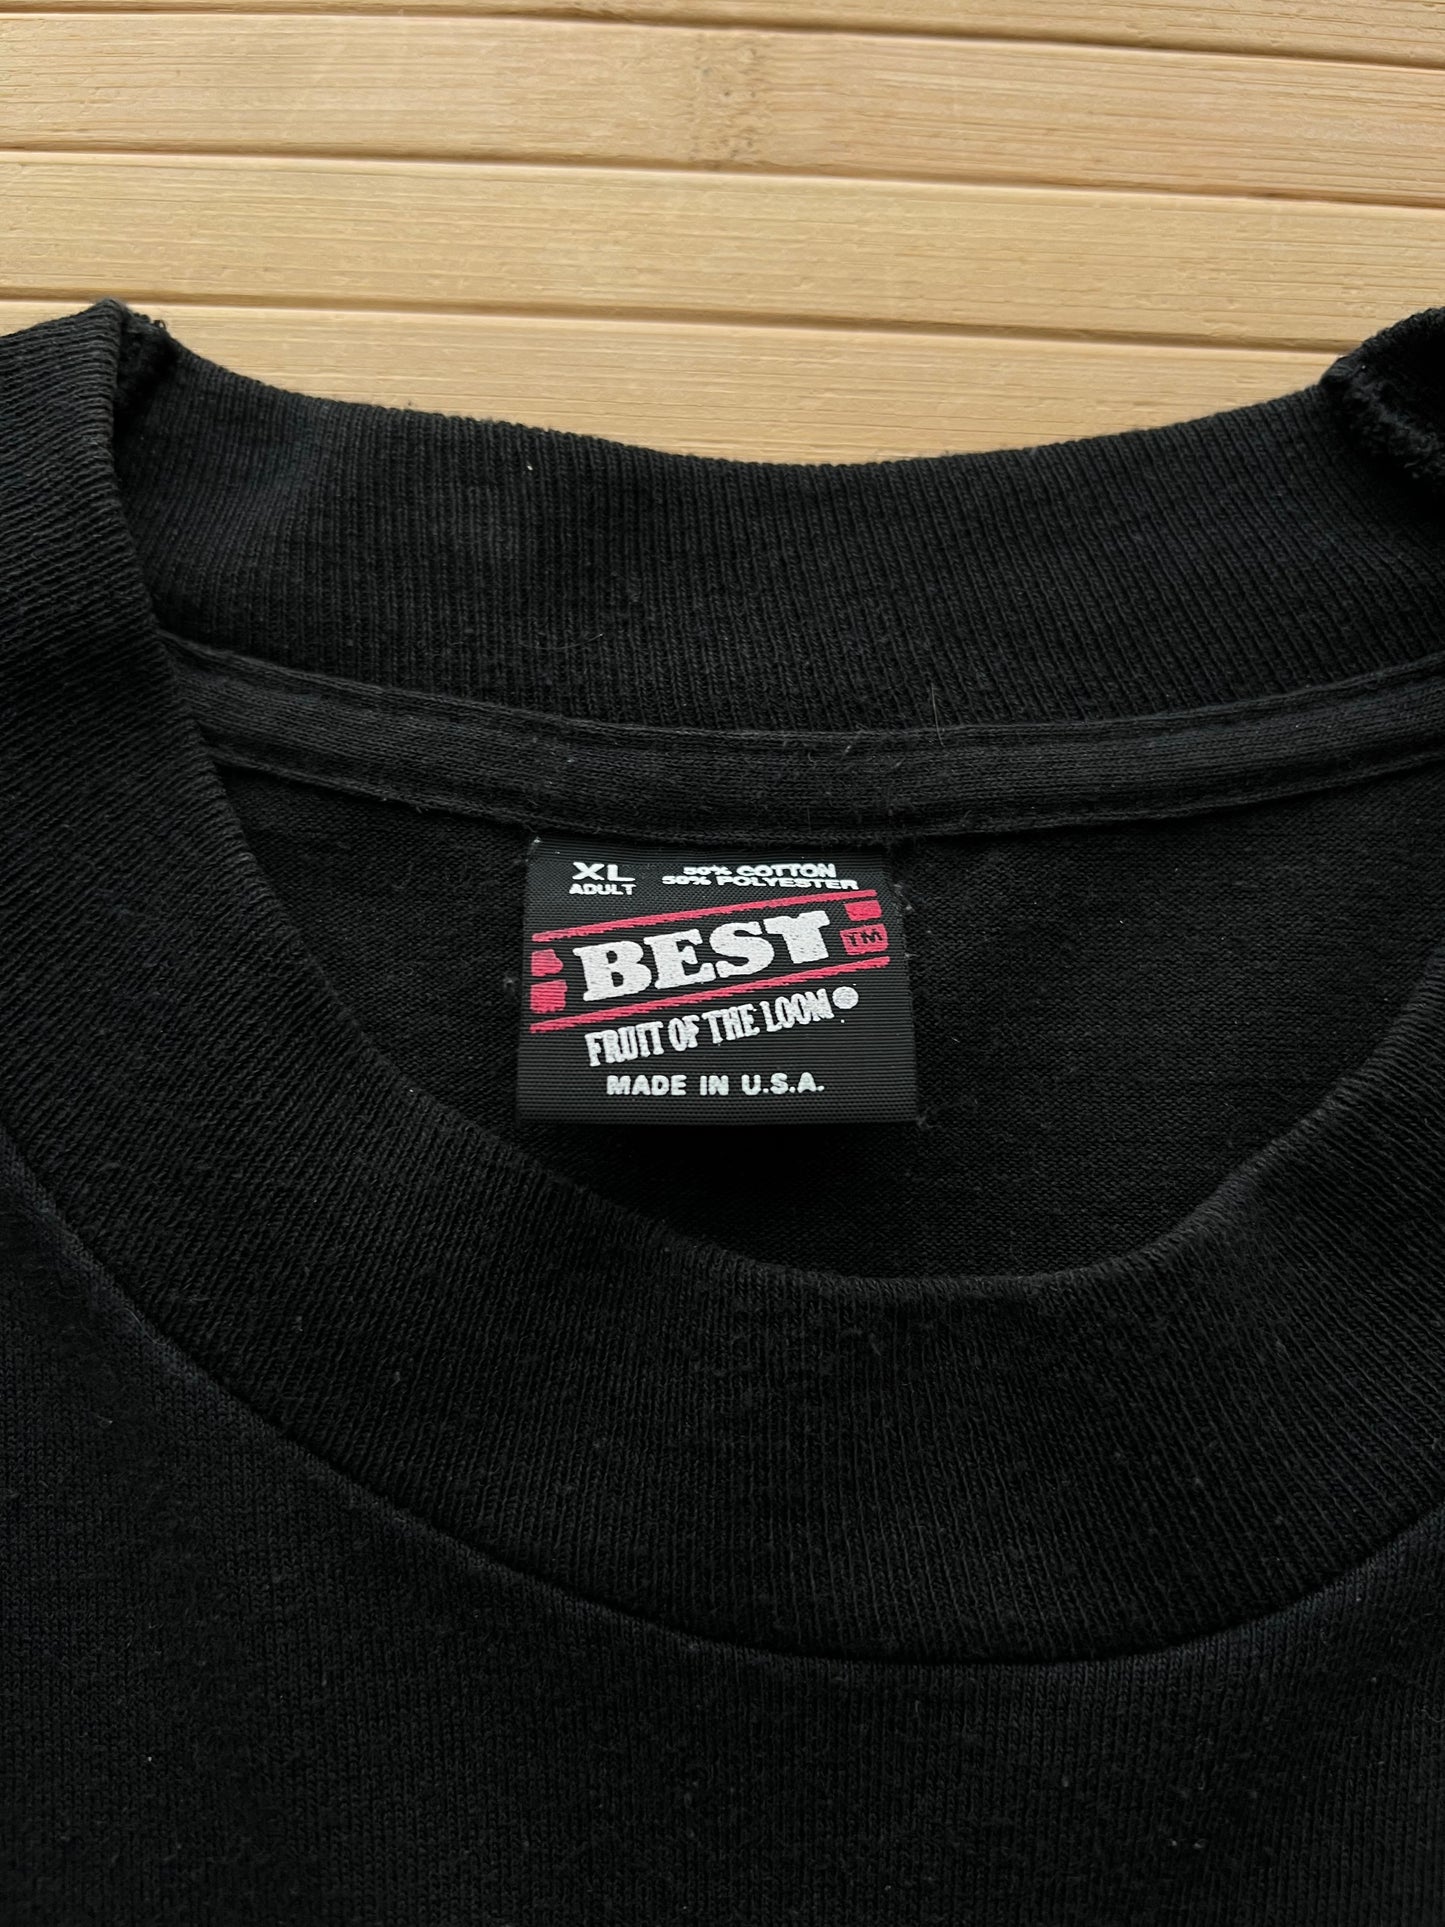 XL 50% COTTON
ADULT 50% POLYESTER
BEST TM
FRUIT OF THE LOOM
MADE IN U.S.A.